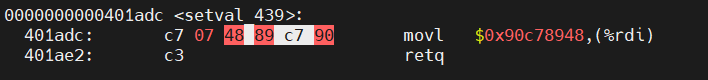 0000000000401adc <setval_439>:
401adc: c7 07 48 89 c7 90 movl $0x90c78948,(%rdi)
401ae2: c3 retq